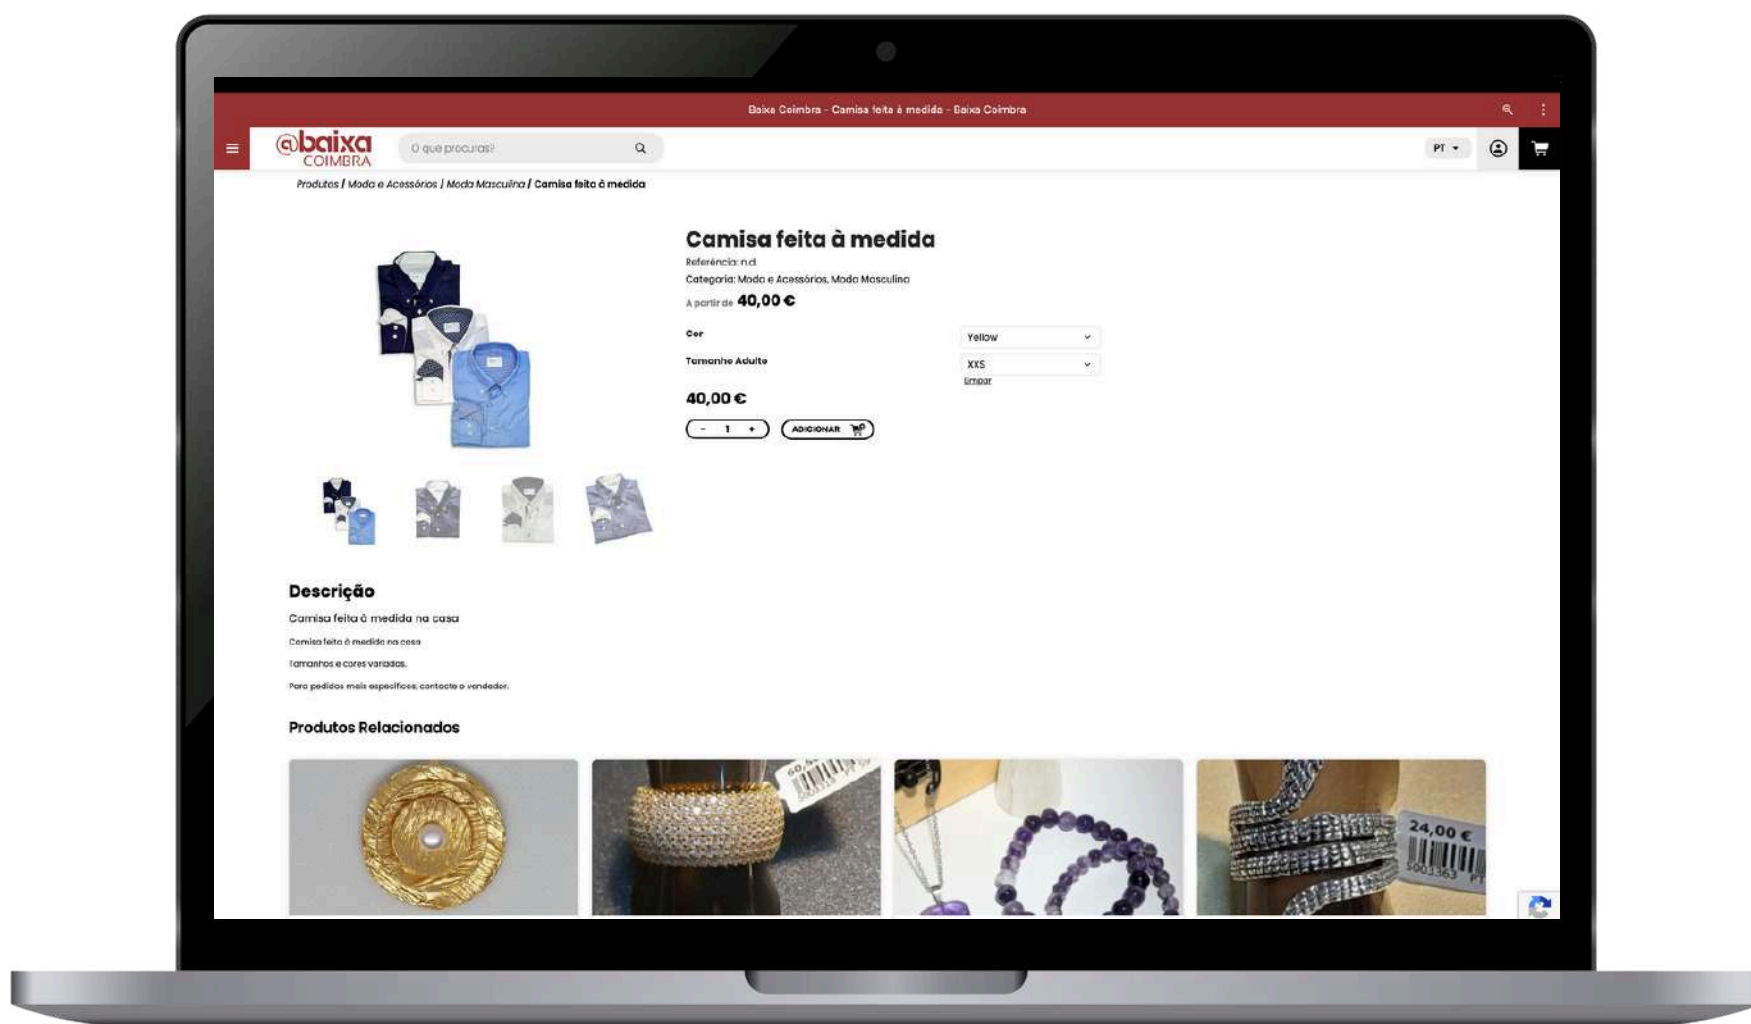 Baixa Coimbra - Camisa feita à medida - Baixa Coimbra
@baixa
COIMBRA
O que procuras?
PT
Produtos / Moda e Acessórios / Moda Masculina / Camisa feita à medida
Camisa feita à medida
Referência: n.d.
Categoria: Moda e Acessórios, Moda Masculina
A partir de 40,00 €
Cor
Yellow
Tamanho Adulto
XXS
limpar
40,00 €
- 1 +
ADICIONAR
Descrição
Camisa feita à medida na casa
Camisa feita à medida na casa
Tamanhos e cores variadas.
Para pedidos mais específicos, contacte o vendedor.
Produtos Relacionados
24,00 €
5003363 PT